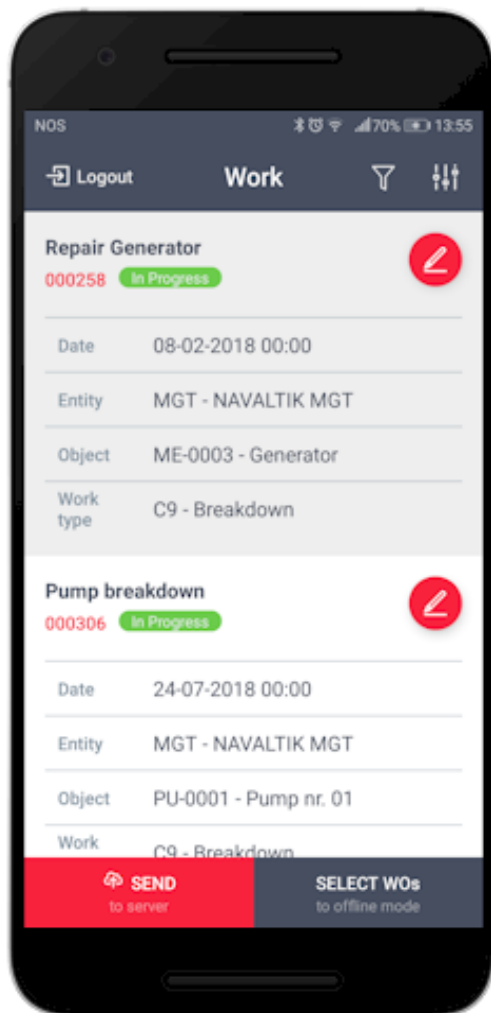 NOS 70% 13:55
Logout Work
Repair Generator
000258 In Progress
Date 08-02-2018 00:00
Entity MGT - NAVALTIK MGT
Object ME-0003 - Generator
Work type C9 - Breakdown
Pump breakdown
000306 In Progress
Date 24-07-2018 00:00
Entity MGT - NAVALTIK MGT
Object PU-0001 - Pump nr. 01
Work C9 - Breakdown
SEND SELECT WOs
to server to offline mode